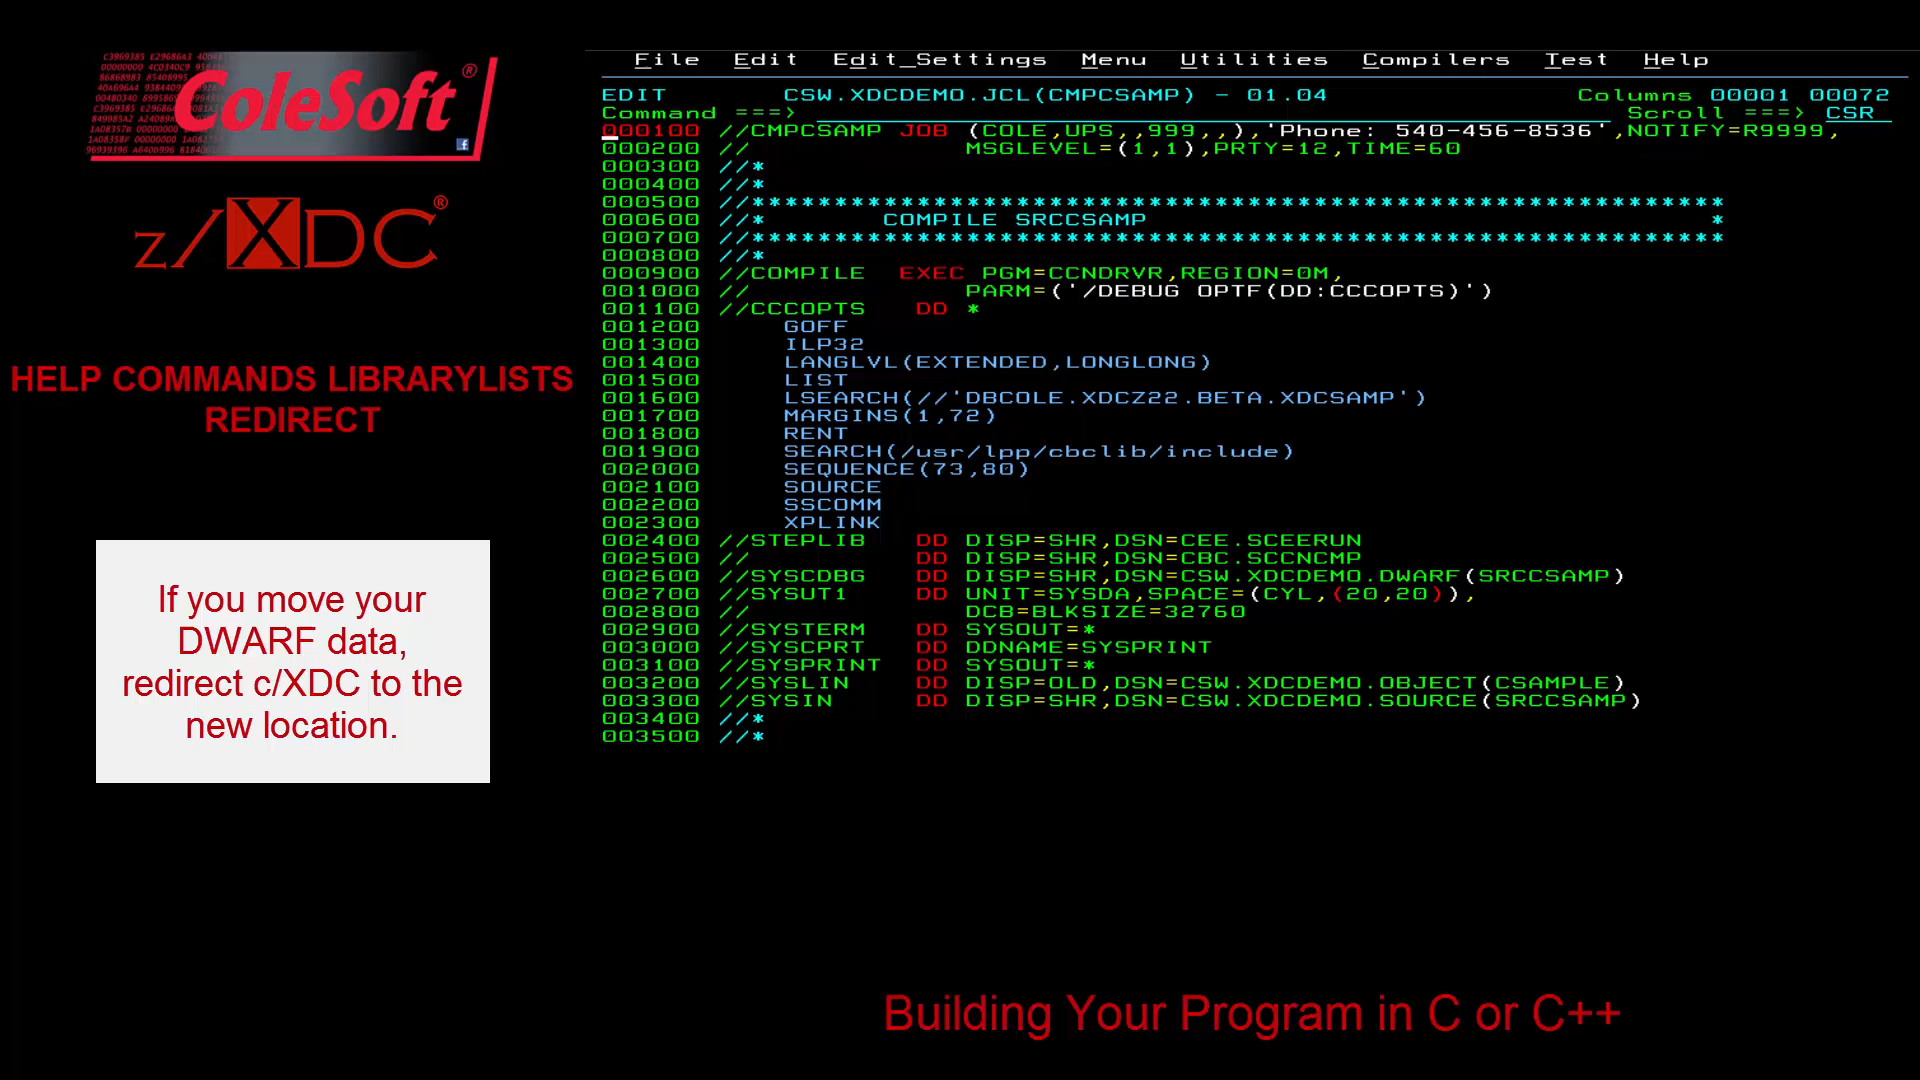 ColeSoft®
z/XDC®
HELP COMMANDS LIBRARYLISTS
REDIRECT
If you move your
DWARF data,
redirect c/XDC to the
new location.
File Edit Edit_Settings Menu Utilities Compilers Test Help
EDIT CSW.XDCDEMO.JCL(CMPCSAMP) - 01.04 Columns 00001 00072
Command ===> Scroll ===> CSR
000100 //CMPCSAMP JOB (COLE,UPS,,999,,),'Phone: 540-456-8536',NOTIFY=R9999,
000200 // MSGLEVEL=(1,1),PRTY=12,TIME=60
000300 //*
000400 //*
000500 //***********************************************************
000600 //* COMPILE SRCCSAMP *
000700 //***********************************************************
000800 //*
000900 //COMPILE EXEC PGM=CCNDRVR,REGION=0M,
001000 // PARM=('/DEBUG OPTF(DD:CCCOPTS)')
001100 //CCCOPTS DD *
001200 GOFF
001300 ILP32
001400 LANGLVL(EXTENDED,LONGLONG)
001500 LIST
001600 LSEARCH(//'DBCOLE.XDCZ22.BETA.XDCSAMP')
001700 MARGINS(1,72)
001800 RENT
001900 SEARCH(/usr/lpp/cbclib/include)
002000 SEQUENCE(73,80)
002100 SOURCE
002200 SSCOMM
002300 XPLINK
002400 //STEPLIB DD DISP=SHR,DSN=CEE.SCEERUN
002500 // DD DISP=SHR,DSN=CBC.SCCNCMP
002600 //SYSCDBG DD DISP=SHR,DSN=CSW.XDCDEMO.DWARF(SRCCSAMP)
002700 //SYSUT1 DD UNIT=SYSDA,SPACE=(CYL,(20,20)),
002800 // DCB=BLKSIZE=32760
002900 //SYSTERM DD SYSOUT=*
003000 //SYSCPRT DD DDNAME=SYSPRINT
003100 //SYSPRINT DD SYSOUT=*
003200 //SYSLIN DD DISP=OLD,DSN=CSW.XDCDEMO.OBJECT(CSAMPLE)
003300 //SYSIN DD DISP=SHR,DSN=CSW.XDCDEMO.SOURCE(SRCCSAMP)
003400 //*
003500 //*
Building Your Program in C or C++